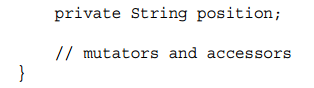 private String position;
// mutators and accessors
}